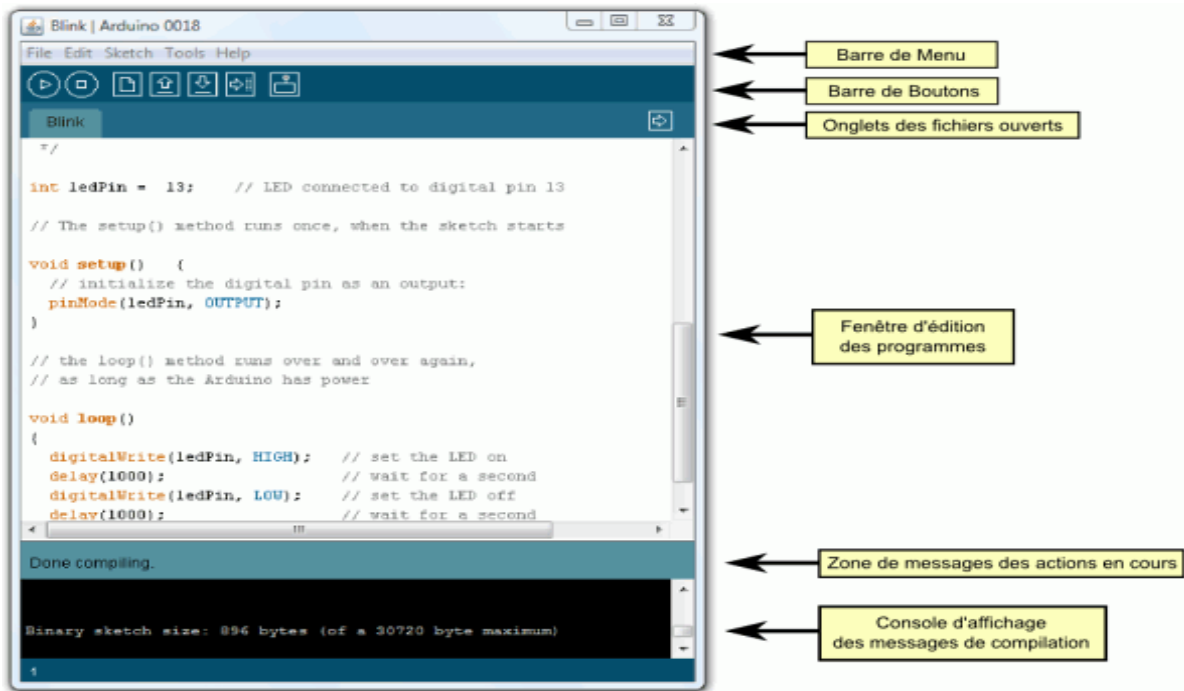 Blink | Arduino 0018
File Edit Sketch Tools Help
Barre de Menu
Barre de Boutons
Blink
Onglets des fichiers ouverts
*/
int ledPin =  13;    // LED connected to digital pin 13
// The setup() method runs once, when the sketch starts
void setup()   {
// initialize the digital pin as an output:
pinMode(ledPin, OUTPUT);
}
Fenêtre d'édition
des programmes
// the loop() method runs over and over again,
// as long as the Arduino has power
void loop()
{
digitalWrite(ledPin, HIGH);   // set the LED on
delay(1000);                  // wait for a second
digitalWrite(ledPin, LOW);    // set the LED off
delay(1000);                  // wait for a second
Done compiling.
Zone de messages des actions en cours
Binary sketch size: 896 bytes (of a 30720 byte maximum)
Console d'affichage
des messages de compilation
1